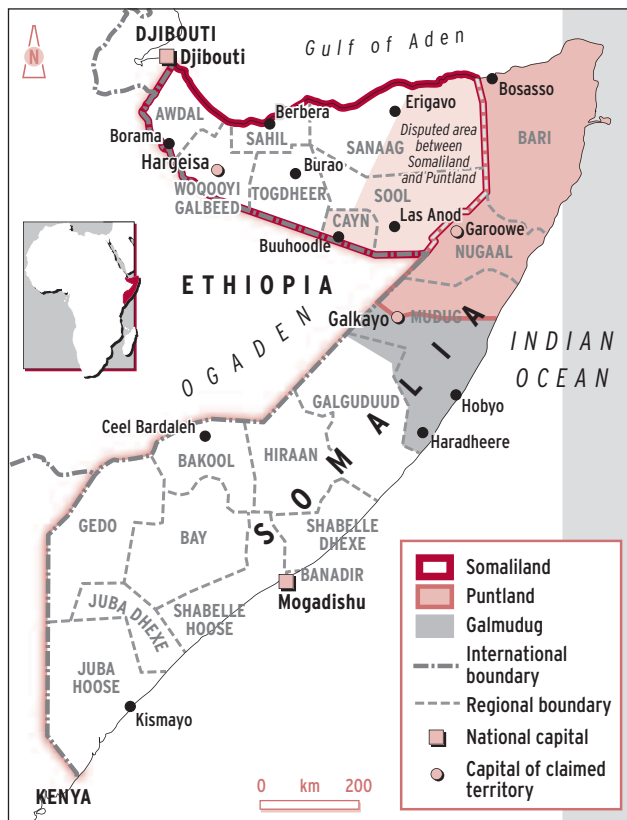 DJIBOUTI
Djibouti
Gulf of Aden
N
Bosasso
Erigavo
Berbera
AWDAL
SAHIL
SANAAG
BARI
Disputed area
between
Somaliland
and Puntland
Borama
Hargeisa
Burao
WOQOOYI
GALBEED
TOGDHEER
SOOL
CAYN
Las Anod
Garoowe
Buuhoodle
NUGAAL
ETHIOPIA
Galkayo
MUDUG
INDIAN
OCEAN
OGADEN
SOMALIA
GALGUDUUD
Hobyo
Ceel Bardaleh
Haradheere
BAKOOL
HIRAAN
GEDO
BAY
SHABELLE
DHEXE
BANADIR
Mogadishu
JUBA DHEXE
SHABELLE
HOOSE
JUBA
HOOSE
Kismayo
KENYA
0 km 200
Somaliland
Puntland
Galmudug
International
boundary
Regional boundary
National capital
Capital of claimed
territory